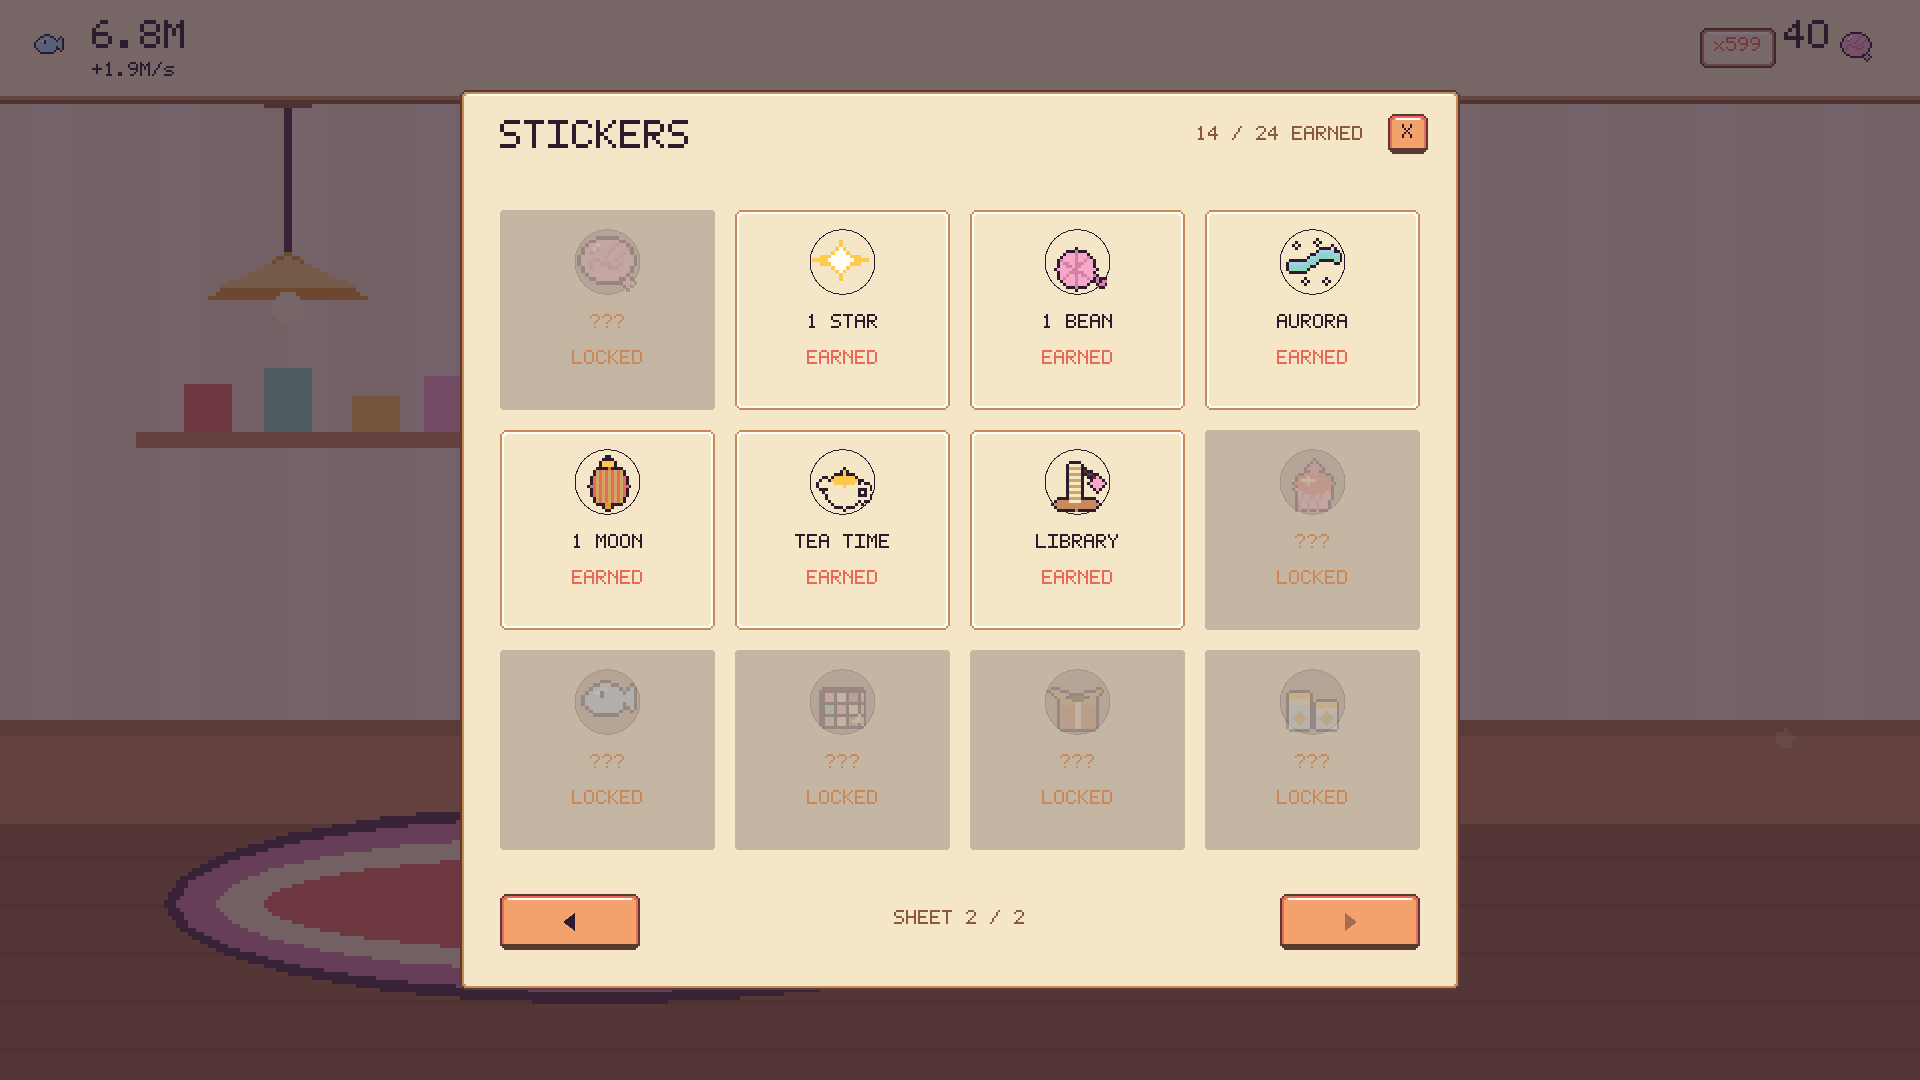 6.8M
+1.9M/s
x599
40
STICKERS
14 / 24 EARNED
X
???
LOCKED
1 STAR
EARNED
1 BEAN
EARNED
AURORA
EARNED
1 MOON
EARNED
TEA TIME
EARNED
LIBRARY
EARNED
???
LOCKED
???
LOCKED
???
LOCKED
???
LOCKED
???
LOCKED
SHEET 2 / 2